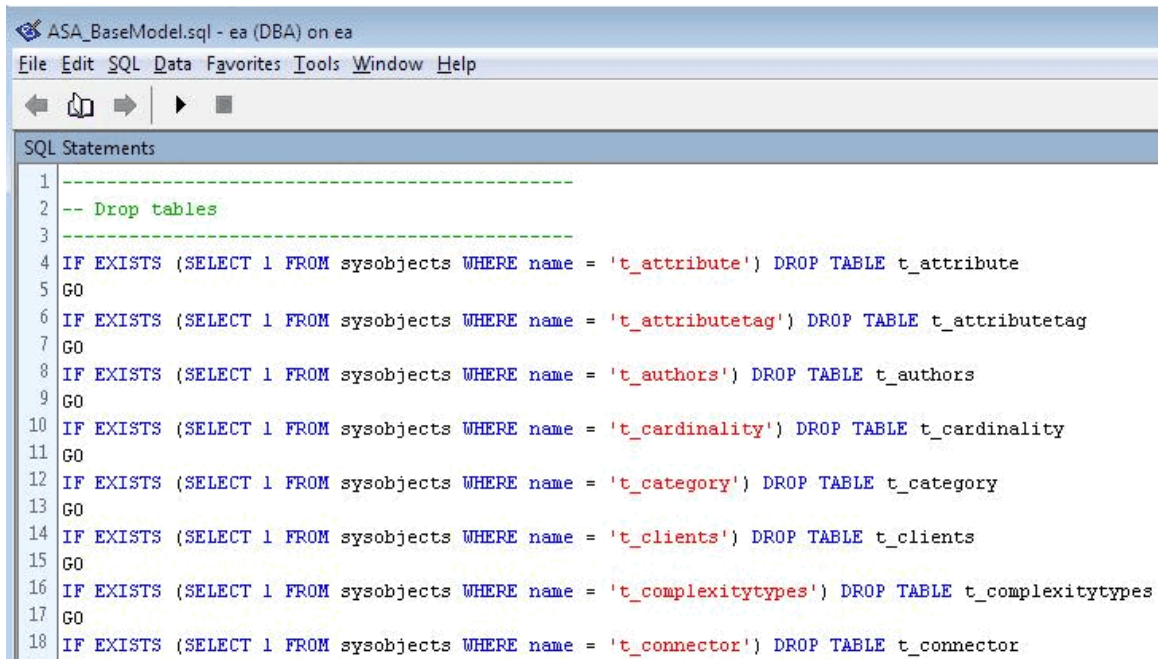 ASA_BaseModel.sql - ea (DBA) on ea
File Edit SQL Data Favorites Tools Window Help
SQL Statements
1 ----------------------------------------------
2 -- Drop tables
3 ----------------------------------------------
4 IF EXISTS (SELECT 1 FROM sysobjects WHERE name = 't_attribute') DROP TABLE t_attribute
5 GO
6 IF EXISTS (SELECT 1 FROM sysobjects WHERE name = 't_attributetag') DROP TABLE t_attributetag
7 GO
8 IF EXISTS (SELECT 1 FROM sysobjects WHERE name = 't_authors') DROP TABLE t_authors
9 GO
10 IF EXISTS (SELECT 1 FROM sysobjects WHERE name = 't_cardinality') DROP TABLE t_cardinality
11 GO
12 IF EXISTS (SELECT 1 FROM sysobjects WHERE name = 't_category') DROP TABLE t_category
13 GO
14 IF EXISTS (SELECT 1 FROM sysobjects WHERE name = 't_clients') DROP TABLE t_clients
15 GO
16 IF EXISTS (SELECT 1 FROM sysobjects WHERE name = 't_complexitytypes') DROP TABLE t_complexitytypes
17 GO
18 IF EXISTS (SELECT 1 FROM sysobjects WHERE name = 't_connector') DROP TABLE t_connector